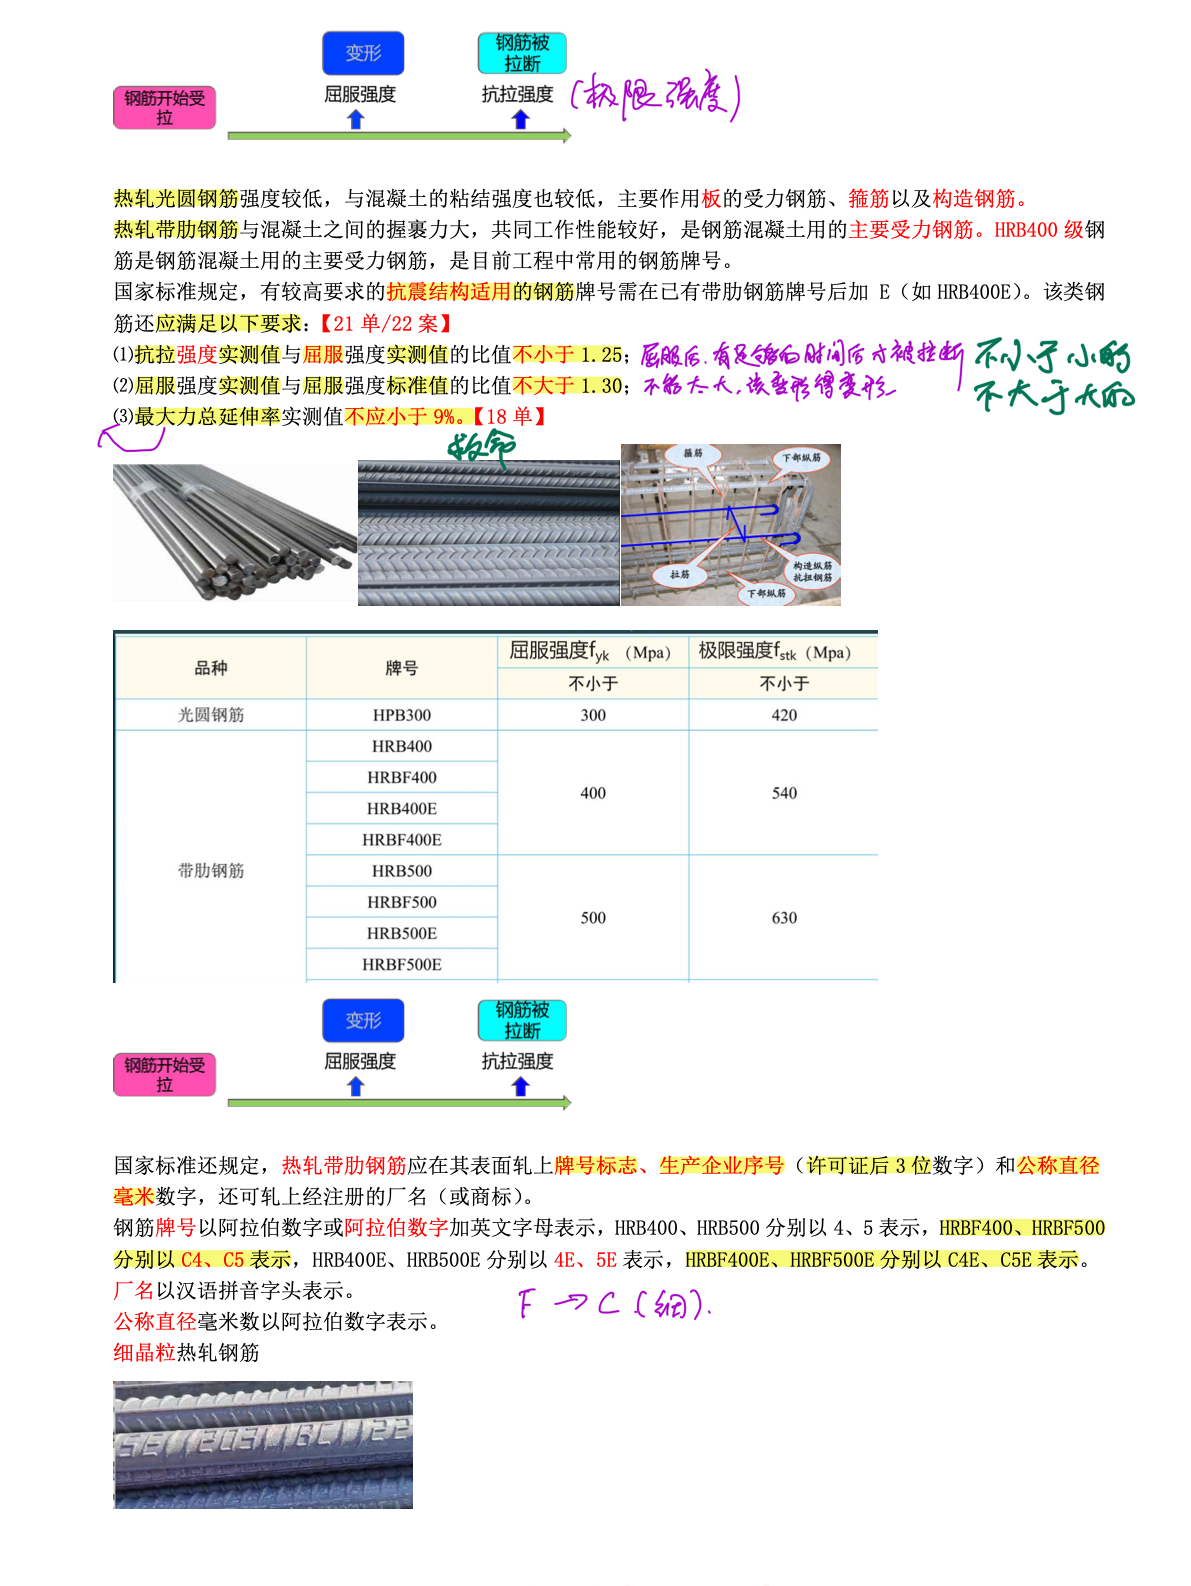 变形
钢筋被
拉断
钢筋开始受
拉
屈服强度
抗拉强度
(极限强度)
热轧光圆钢筋强度较低，与混凝土的粘结强度也较低，主要作用板的受力钢筋、箍筋以及构造钢筋。
热轧带肋钢筋与混凝土之间的握裹力大，共同工作性能较好，是钢筋混凝土用的主要受力钢筋。HRB400 级钢
筋是钢筋混凝土用的主要受力钢筋，是目前工程中常用的钢筋牌号。
国家标准规定，有较高要求的抗震结构适用的钢筋牌号需在已有带肋钢筋牌号后加 E（如 HRB400E）。该类钢
筋还应满足以下要求：【21 单/22 案】
⑴抗拉强度实测值与屈服强度实测值的比值不小于 1.25；
屈服后，有足够的时间后才被拉断
不小于小的
⑵屈服强度实测值与屈服强度标准值的比值不大于 1.30；
不能太大，该变形得变形
不大于大的
⑶最大力总延伸率实测值不应小于 9%。【18 单】
救命
箍筋
下部纵筋
拉筋
构造纵筋
抗扭钢筋
下部纵筋
品种 牌号 屈服强度fyk （Mpa） 极限强度fstk（Mpa）
不小于 不小于
光圆钢筋 HPB300 300 420
HRB400
HRBF400
400 540
HRB400E
HRBF400E
带肋钢筋 HRB500
HRBF500
500 630
HRB500E
HRBF500E
变形
钢筋被
拉断
钢筋开始受
拉
屈服强度
抗拉强度
国家标准还规定，热轧带肋钢筋应在其表面轧上牌号标志、生产企业序号（许可证后 3 位数字）和公称直径
毫米数字，还可轧上经注册的厂名（或商标）。
钢筋牌号以阿拉伯数字或阿拉伯数字加英文字母表示，HRB400、HRB500 分别以 4、5 表示，HRBF400、HRBF500
分别以 C4、C5 表示，HRB400E、HRB500E 分别以 4E、5E 表示，HRBF400E、HRBF500E 分别以 C4E、C5E 表示。
厂名以汉语拼音字头表示。
F → C (细).
公称直径毫米数以阿拉伯数字表示。
细晶粒热轧钢筋